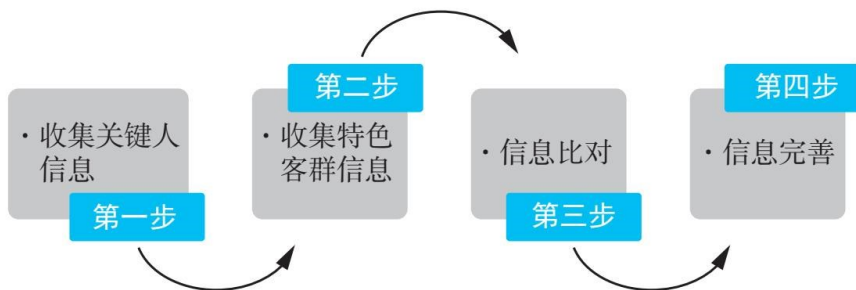 · 收集关键人
信息
第一步
第二步
· 收集特色
客群信息
· 信息比对
第三步
第四步
· 信息完善